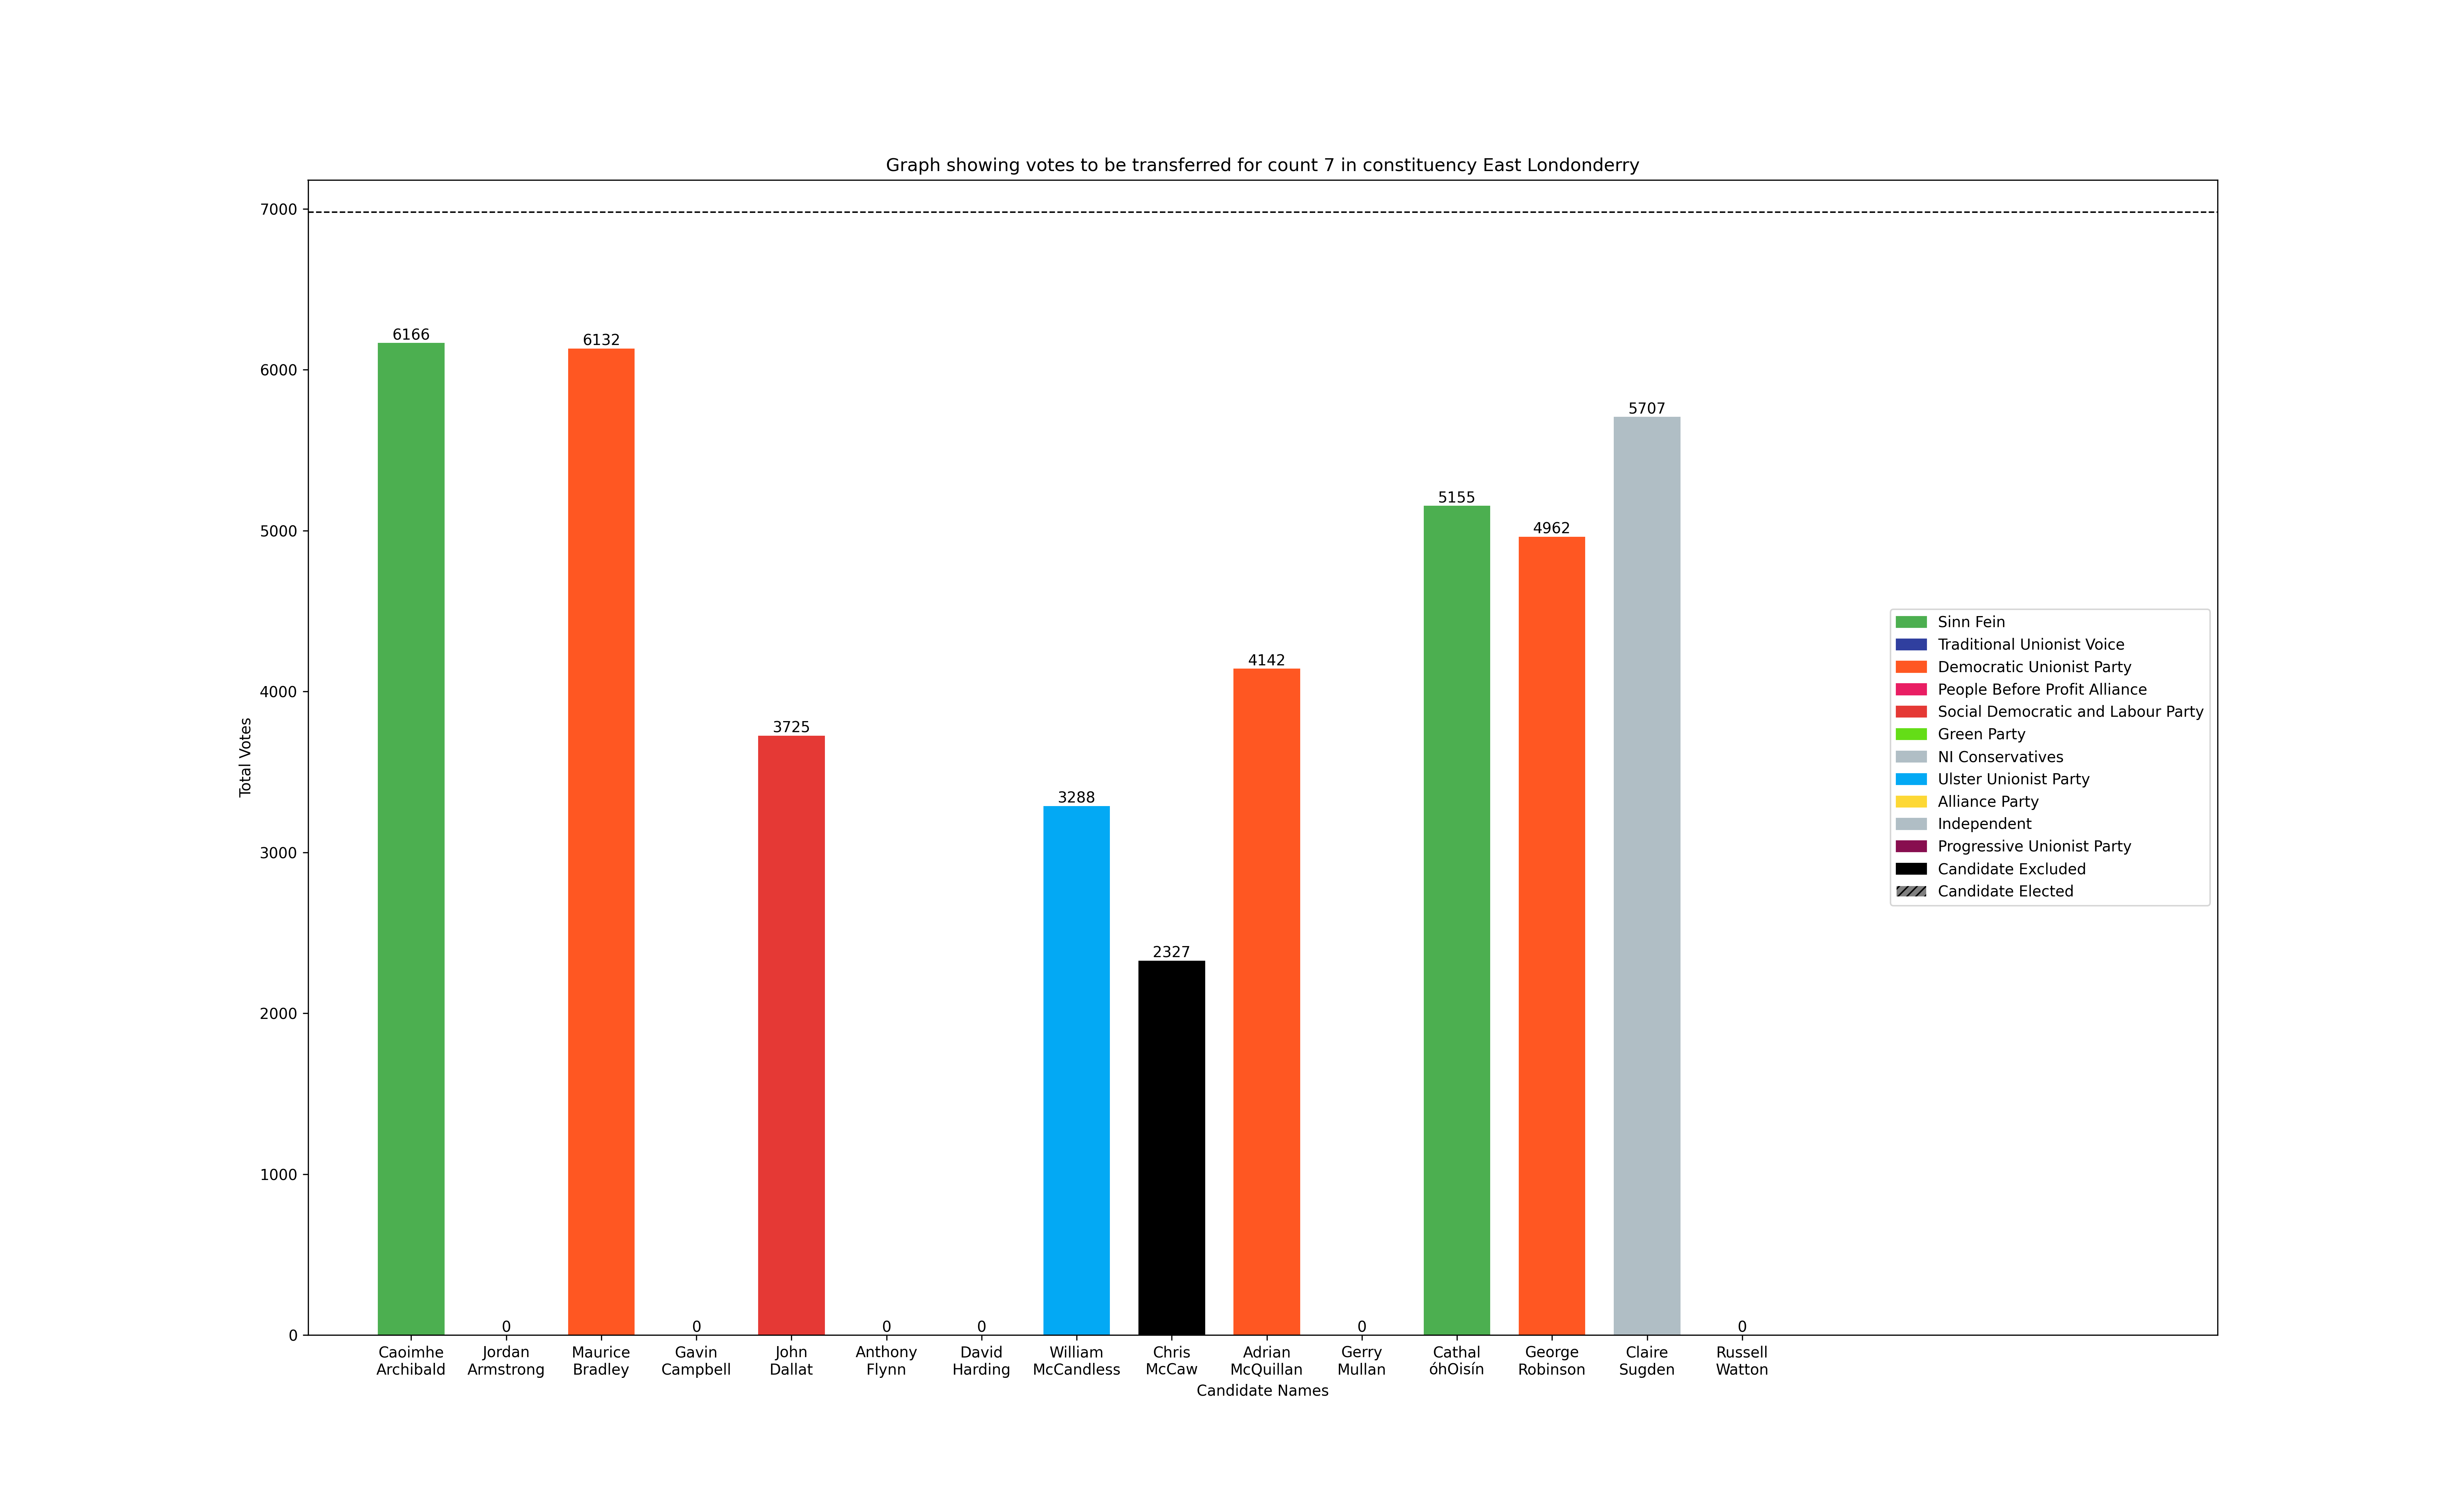 Graph showing votes to be transferred for count 7 in constituency East Londonderry
Total Votes
7000
6000
5000
4000
3000
2000
1000
0
6166
0
6132
0
3725
0
0
3288
2327
4142
0
5155
4962
5707
0
Caoimhe
Archibald
Jordan
Armstrong
Maurice
Bradley
Gavin
Campbell
John
Dallat
Anthony
Flynn
David
Harding
William
McCandless
Chris
McCaw
Adrian
McQuillan
Gerry
Mullan
Cathal
óhOisín
George
Robinson
Claire
Sugden
Russell
Watton
Candidate Names
Sinn Fein
Traditional Unionist Voice
Democratic Unionist Party
People Before Profit Alliance
Social Democratic and Labour Party
Green Party
NI Conservatives
Ulster Unionist Party
Alliance Party
Independent
Progressive Unionist Party
Candidate Excluded
Candidate Elected